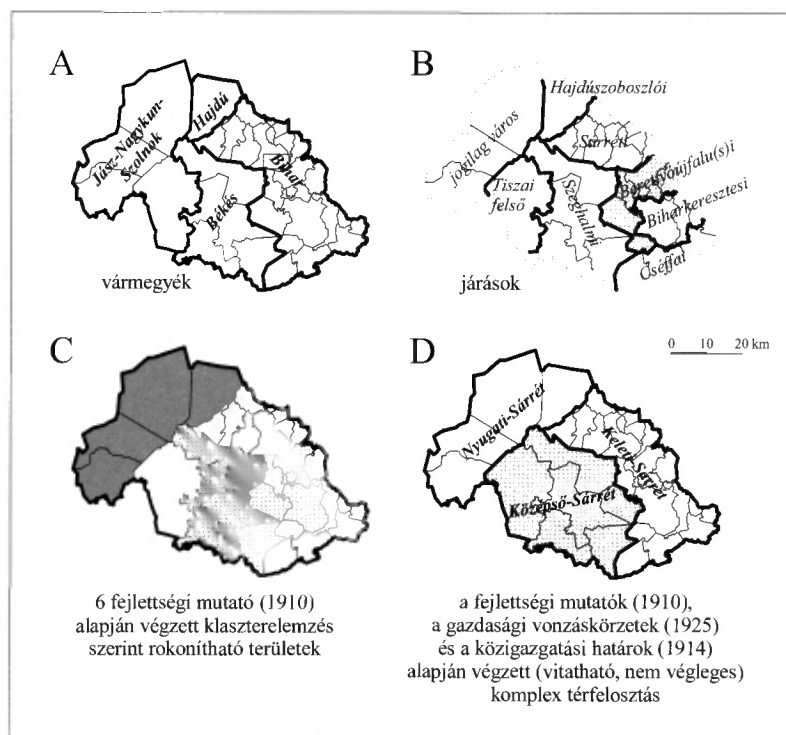 A
Jász-Nagykun-
Szolnok
Hajdú
Bihar
Békés
vármegyék
B
Hajdúszoboszlói
jogilag város
Sárréti
Tiszai
felső
Szeghalmi
Berettyóújfalu(s)i
Biharkeresztesi
Cséffai
járások
C
6 fejlettségi mutató (1910)
alapján végzett klaszterelemzés
szerint rokonítható területek
D
0 10 20 km
Nyugati-Sárrét
Keleti-Sárrét
Középső-Sárrét
a fejlettségi mutatók (1910),
a gazdasági vonzáskörzetek (1925)
és a közigazgatási határok (1914)
alapján végzett (vitatható, nem végleges)
komplex térfelosztás